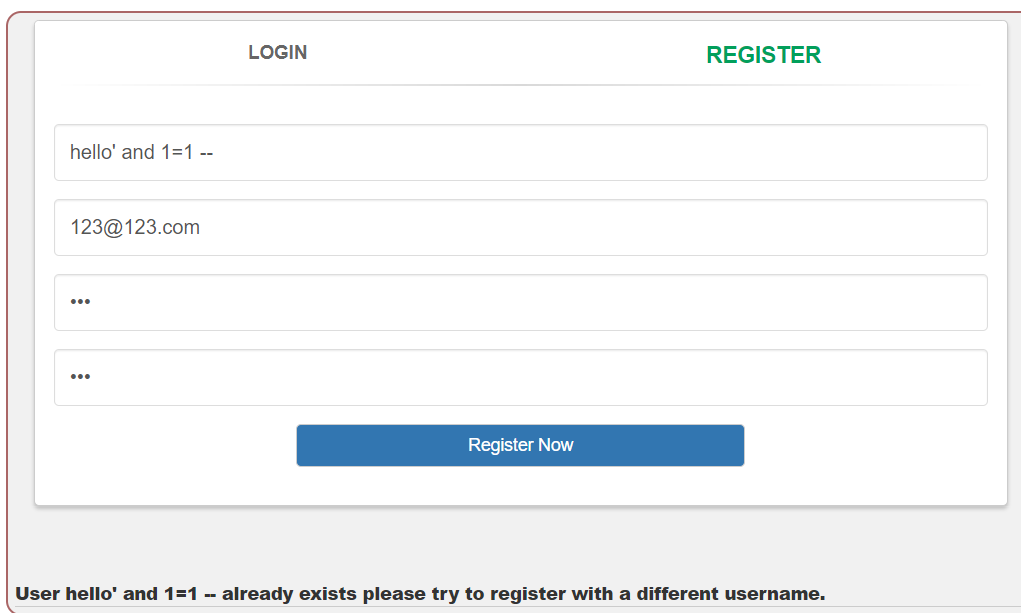 LOGIN
REGISTER
hello' and 1=1 --
123@123.com
•••
•••
Register Now
User hello' and 1=1 -- already exists please try to register with a different username.